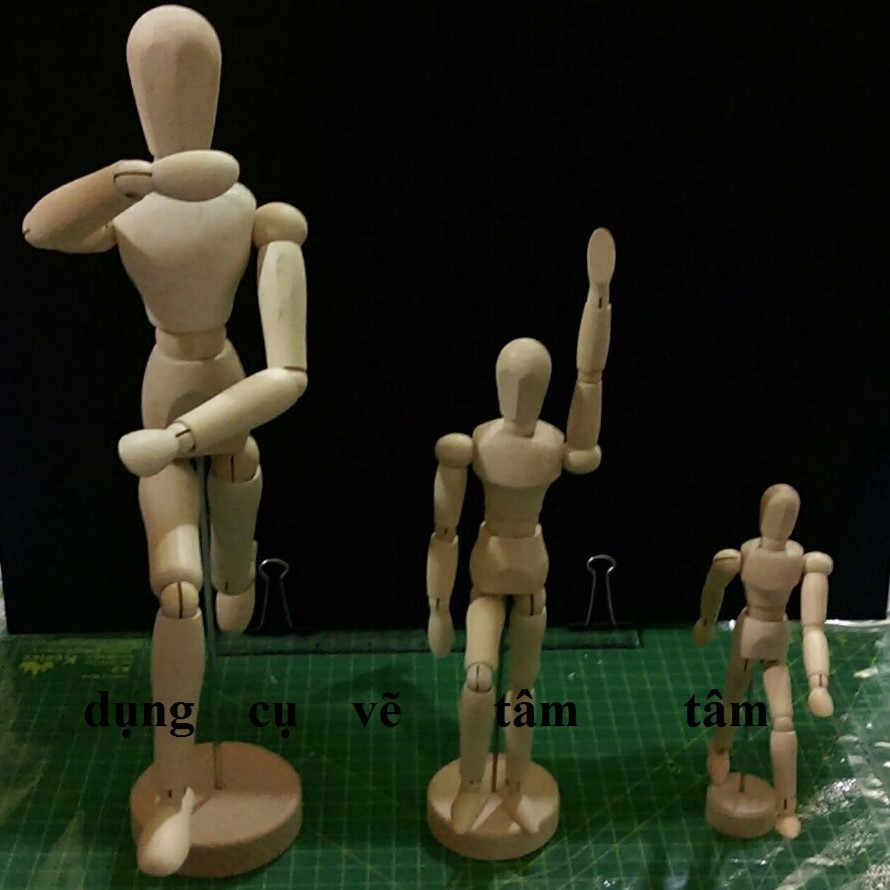 dụng cụ vẽ tâm tâm